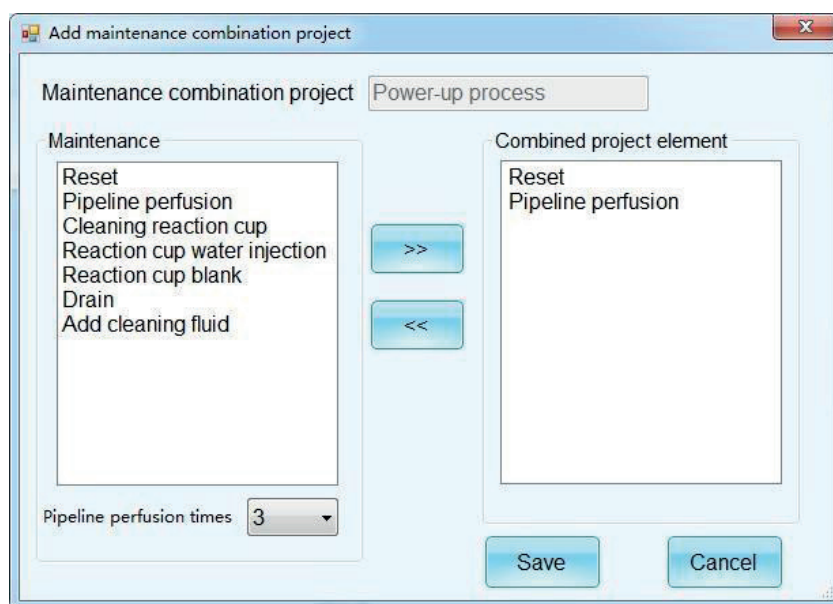 Add maintenance combination project
Maintenance combination project Power-up process
Maintenance
Reset
Pipeline perfusion
Cleaning reaction cup
Reaction cup water injection
Reaction cup blank
Drain
Add cleaning fluid
Pipeline perfusion times 3
>>
<<
Combined project element
Reset
Pipeline perfusion
Save
Cancel